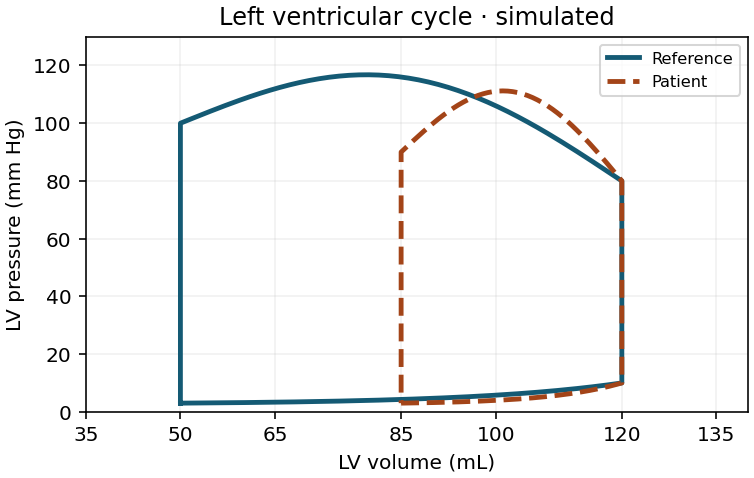 Left ventricular cycle · simulated
LV pressure (mm Hg)
120
100
80
60
40
20
0
Reference
Patient
35 50 65 85 100 120 135
LV volume (mL)